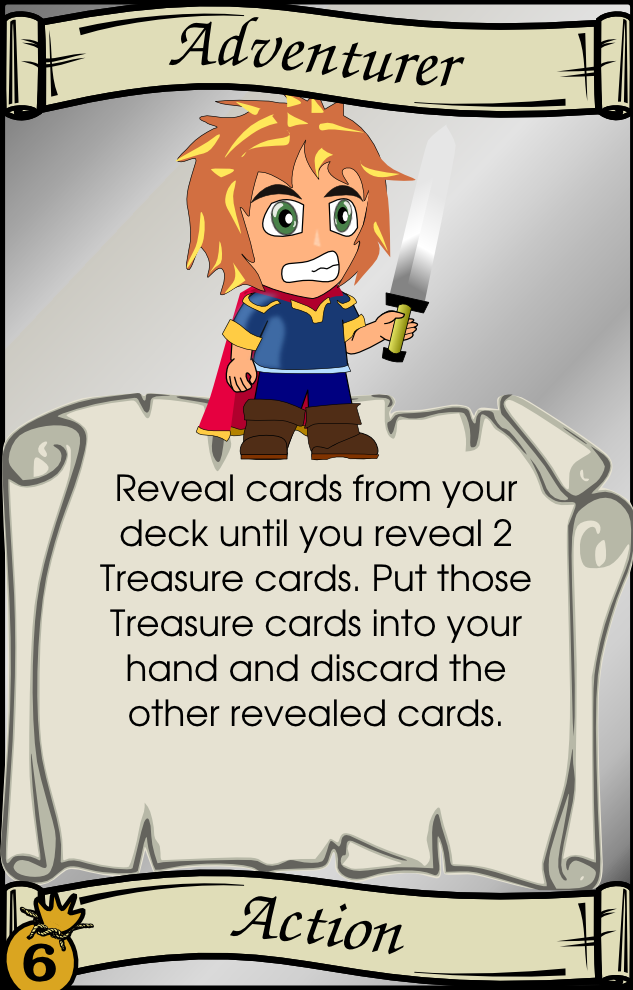 Adventurer
Reveal cards from your
deck until you reveal 2
Treasure cards. Put those
Treasure cards into your
hand and discard the
other revealed cards.
Action
6